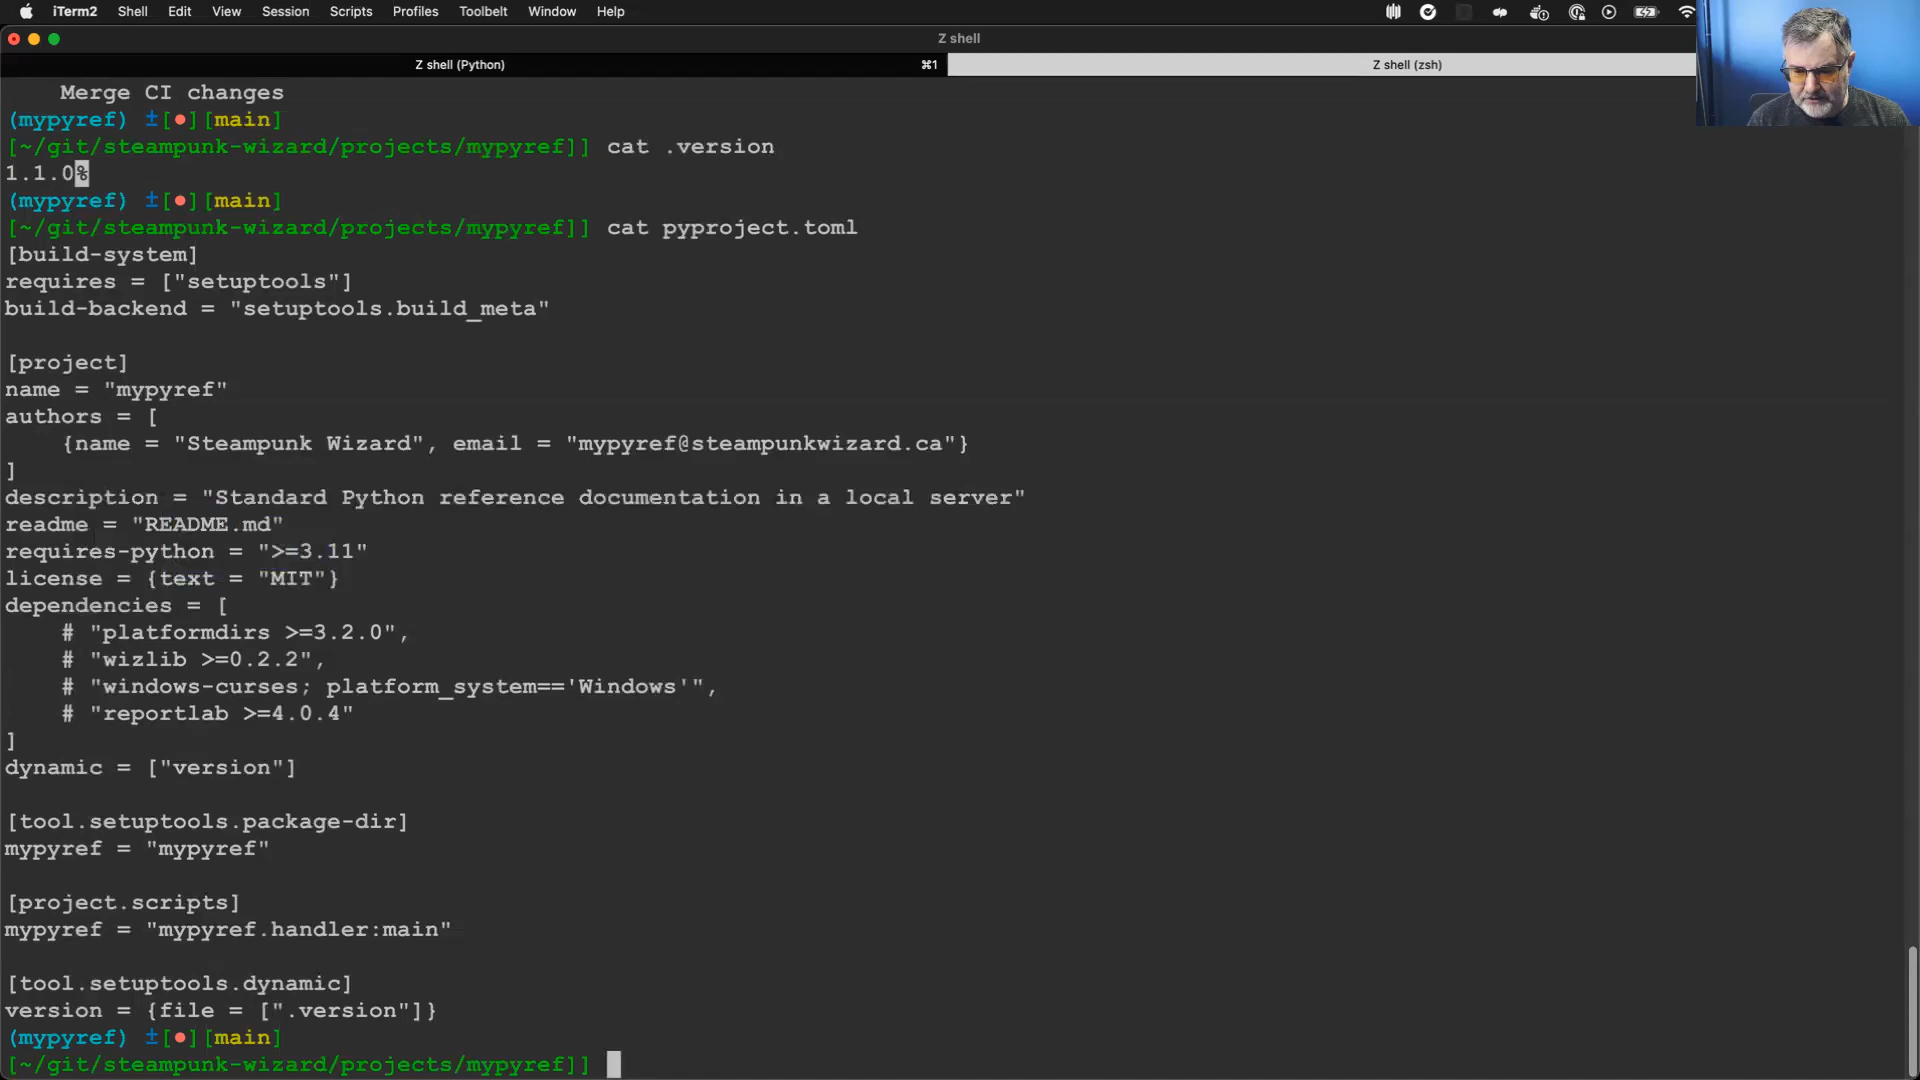 iTerm2 Shell Edit View Session Scripts Profiles Toolbelt Window Help
Z shell
Z shell (Python) ⌘1 Z shell (zsh)
Merge CI changes
(mypyref) ±[●][main]
[~/git/steampunk-wizard/projects/mypyref]] cat .version
1.1.0%
(mypyref) ±[●][main]
[~/git/steampunk-wizard/projects/mypyref]] cat pyproject.toml
[build-system]
requires = ["setuptools"]
build-backend = "setuptools.build_meta"
[project]
name = "mypyref"
authors = [
    {name = "Steampunk Wizard", email = "mypyref@steampunkwizard.ca"}
]
description = "Standard Python reference documentation in a local server"
readme = "README.md"
requires-python = ">=3.11"
license = {text = "MIT"}
dependencies = [
    # "platformdirs >=3.2.0",
    # "wizlib >=0.2.2",
    # "windows-curses; platform_system=='Windows'",
    # "reportlab >=4.0.4"
]
dynamic = ["version"]
[tool.setuptools.package-dir]
mypyref = "mypyref"
[project.scripts]
mypyref = "mypyref.handler:main"
[tool.setuptools.dynamic]
version = {file = [".version"]}
(mypyref) ±[●][main]
[~/git/steampunk-wizard/projects/mypyref]]